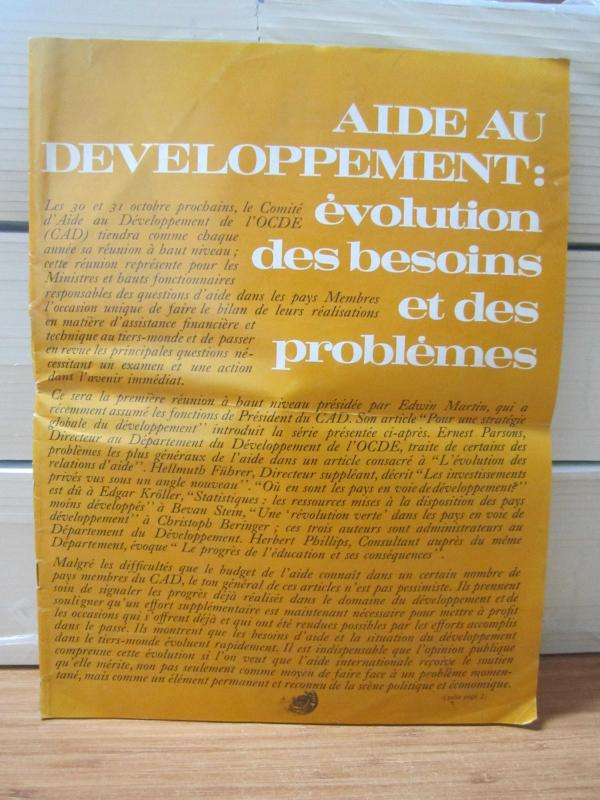 AIDE AU
DEVELOPPEMENT:
évolution
des besoins
et des
problèmes
Les 30 et 31 octobre prochains, le Comité
d'Aide au Développement de l'OCDE
(CAD) tiendra comme chaque
année sa réunion à haut niveau;
cette réunion représente pour les
Ministres et hauts fonctionnaires
responsables des questions d'aide dans les pays Membres
l'occasion unique de faire le bilan de leurs réalisations
en matière d'assistance financière et
technique au tiers-monde et de passer
en revue les principales questions né-
cessitant un examen et une action
dans l'avenir immédiat.
Ce sera la première réunion à haut niveau présidée par Edwin Martin, qui a
récemment assumé les fonctions de Président du CAD. Son article "Pour une stratégie
globale du développement" introduit la série présentée ci-après. Ernest Parsons,
Directeur au Département du Développement de l'OCDE, traite de certains des
problèmes les plus généraux de l'aide dans un article consacré à "L'évolution des
relations d'aide". Hellmuth Führer, Directeur suppléant, décrit "Les investissements
privés vus sous un angle nouveau". "Où en sont les pays en voie de développement?"
est dû à Edgar Kröller, "Statistiques : les ressources mises à la disposition des pays
moins développés" à Bevan Stein, "Une 'révolution verte' dans les pays en voie de
développement" à Christoph Beringer ; ces trois auteurs sont administrateurs au
Département du Développement. Herbert Phillips, Consultant auprès du même
Département, évoque " Le progrès de l'éducation et ses conséquences".
Malgré les difficultés que le budget de l'aide connaît dans un certain nombre de
pays membres du CAD, le ton général de ces articles n'est pas pessimiste. Ils prennent
soin de signaler les progrès déjà réalisés dans le domaine du développement et de
souligner qu'un effort supplémentaire est maintenant nécessaire pour mettre à profit
les occasions qui s'offrent déjà et qui ont été rendues possibles par les efforts accomplis
dans le passé. Ils montrent que les besoins d'aide et la situation du développement
dans le tiers-monde évoluent rapidement. Il est indispensable que l'opinion publique
comprenne cette évolution si l'on veut que l'aide internationale reçoive le soutien
qu'elle mérite, non pas seulement comme moyen de faire face à un problème momen-
tané, mais comme un élément permanent et reconnu de la scène politique et économique.
(suite page 2)